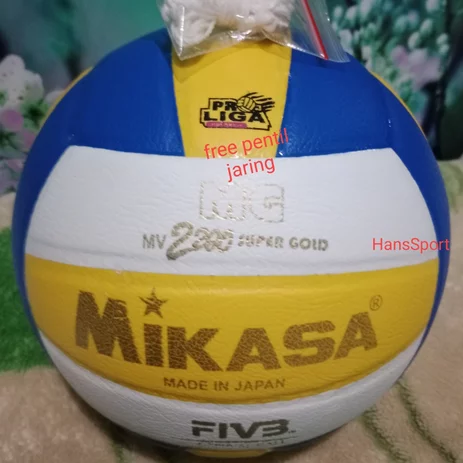 PRO
LIGA
free pentil
jaring
MV 2200 SUPER GOLD
HansSport
MIKASA®
MADE IN JAPAN
FIVB